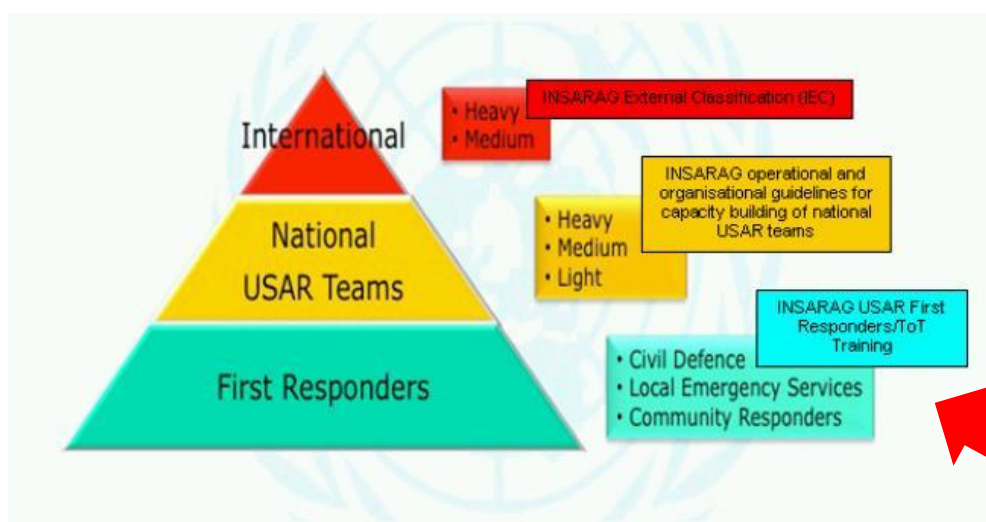 International
• Heavy
• Medium
INSARAG External Classification (IEC)
National
USAR Teams
• Heavy
• Medium
• Light
INSARAG operational and
organisational guidelines for
capacity building of national
USAR teams
First Responders
• Civil Defence
• Local Emergency Services
• Community Responders
INSARAG USAR First
Responders/ToT
Training